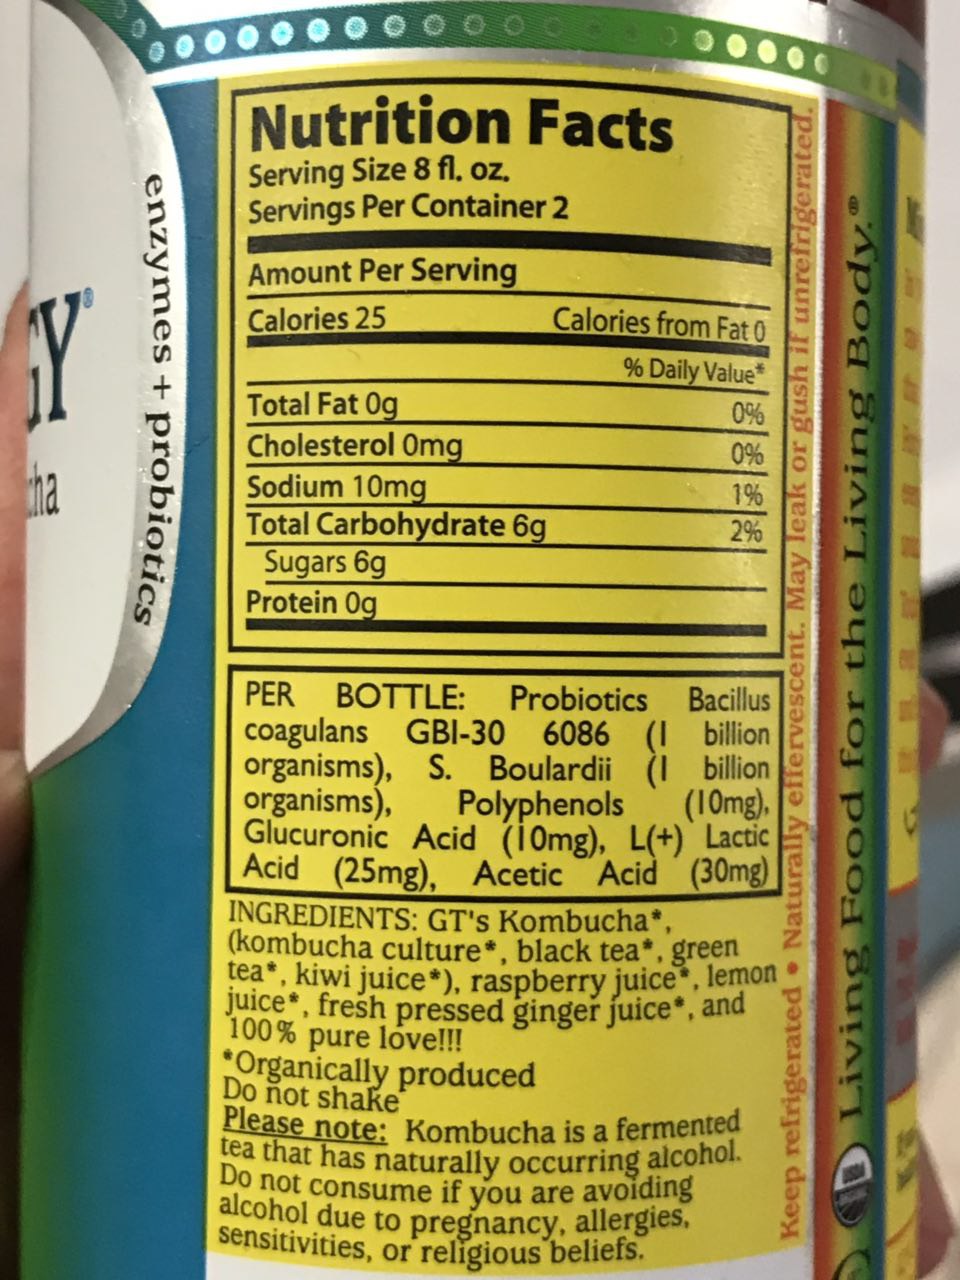 GY®
cha
enzymes + probiotics
Nutrition Facts
Serving Size 8 fl. oz.
Servings Per Container 2
Amount Per Serving
Calories 25 Calories from Fat 0
% Daily Value*
Total Fat 0g 0%
Cholesterol 0mg 0%
Sodium 10mg 1%
Total Carbohydrate 6g 2%
Sugars 6g
Protein 0g
PER BOTTLE: Probiotics Bacillus
coagulans GBI-30 6086 (1 billion
organisms), S. Boulardii (1 billion
organisms), Polyphenols (10mg),
Glucuronic Acid (10mg), L(+) Lactic
Acid (25mg), Acetic Acid (30mg)
INGREDIENTS: GT's Kombucha*,
(kombucha culture*, black tea*, green
tea*, kiwi juice*), raspberry juice*, lemon
juice*, fresh pressed ginger juice*, and
100% pure love!!!
*Organically produced
Do not shake
Please note: Kombucha is a fermented
tea that has naturally occurring alcohol.
Do not consume if you are avoiding
alcohol due to pregnancy, allergies,
sensitivities, or religious beliefs.
Keep refrigerated • Naturally effervescent. May leak or gush if unrefrigerated.
Living Food for the Living Body.®
USDA